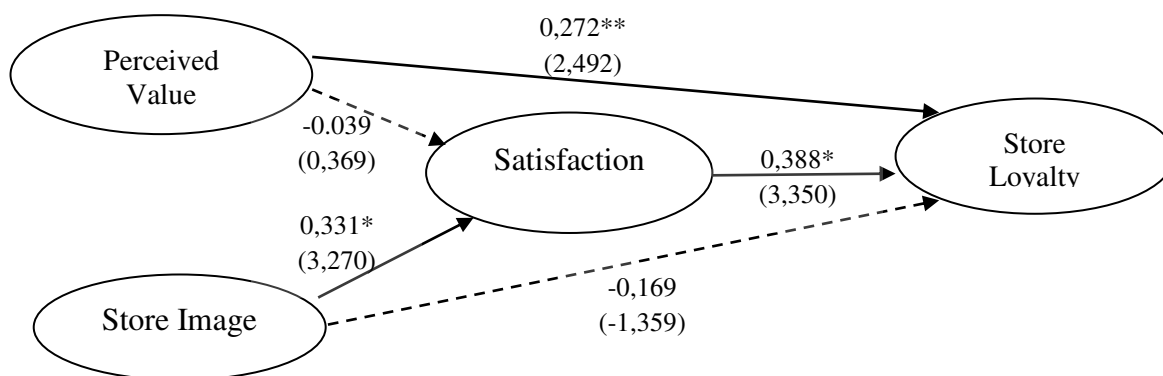 0,272**
(2,492)
Perceived
Value
-0.039
(0,369)
Satisfaction
0,388*
(3,350)
Store
Loyalty
0,331*
(3,270)
Store Image
-0,169
(-1,359)